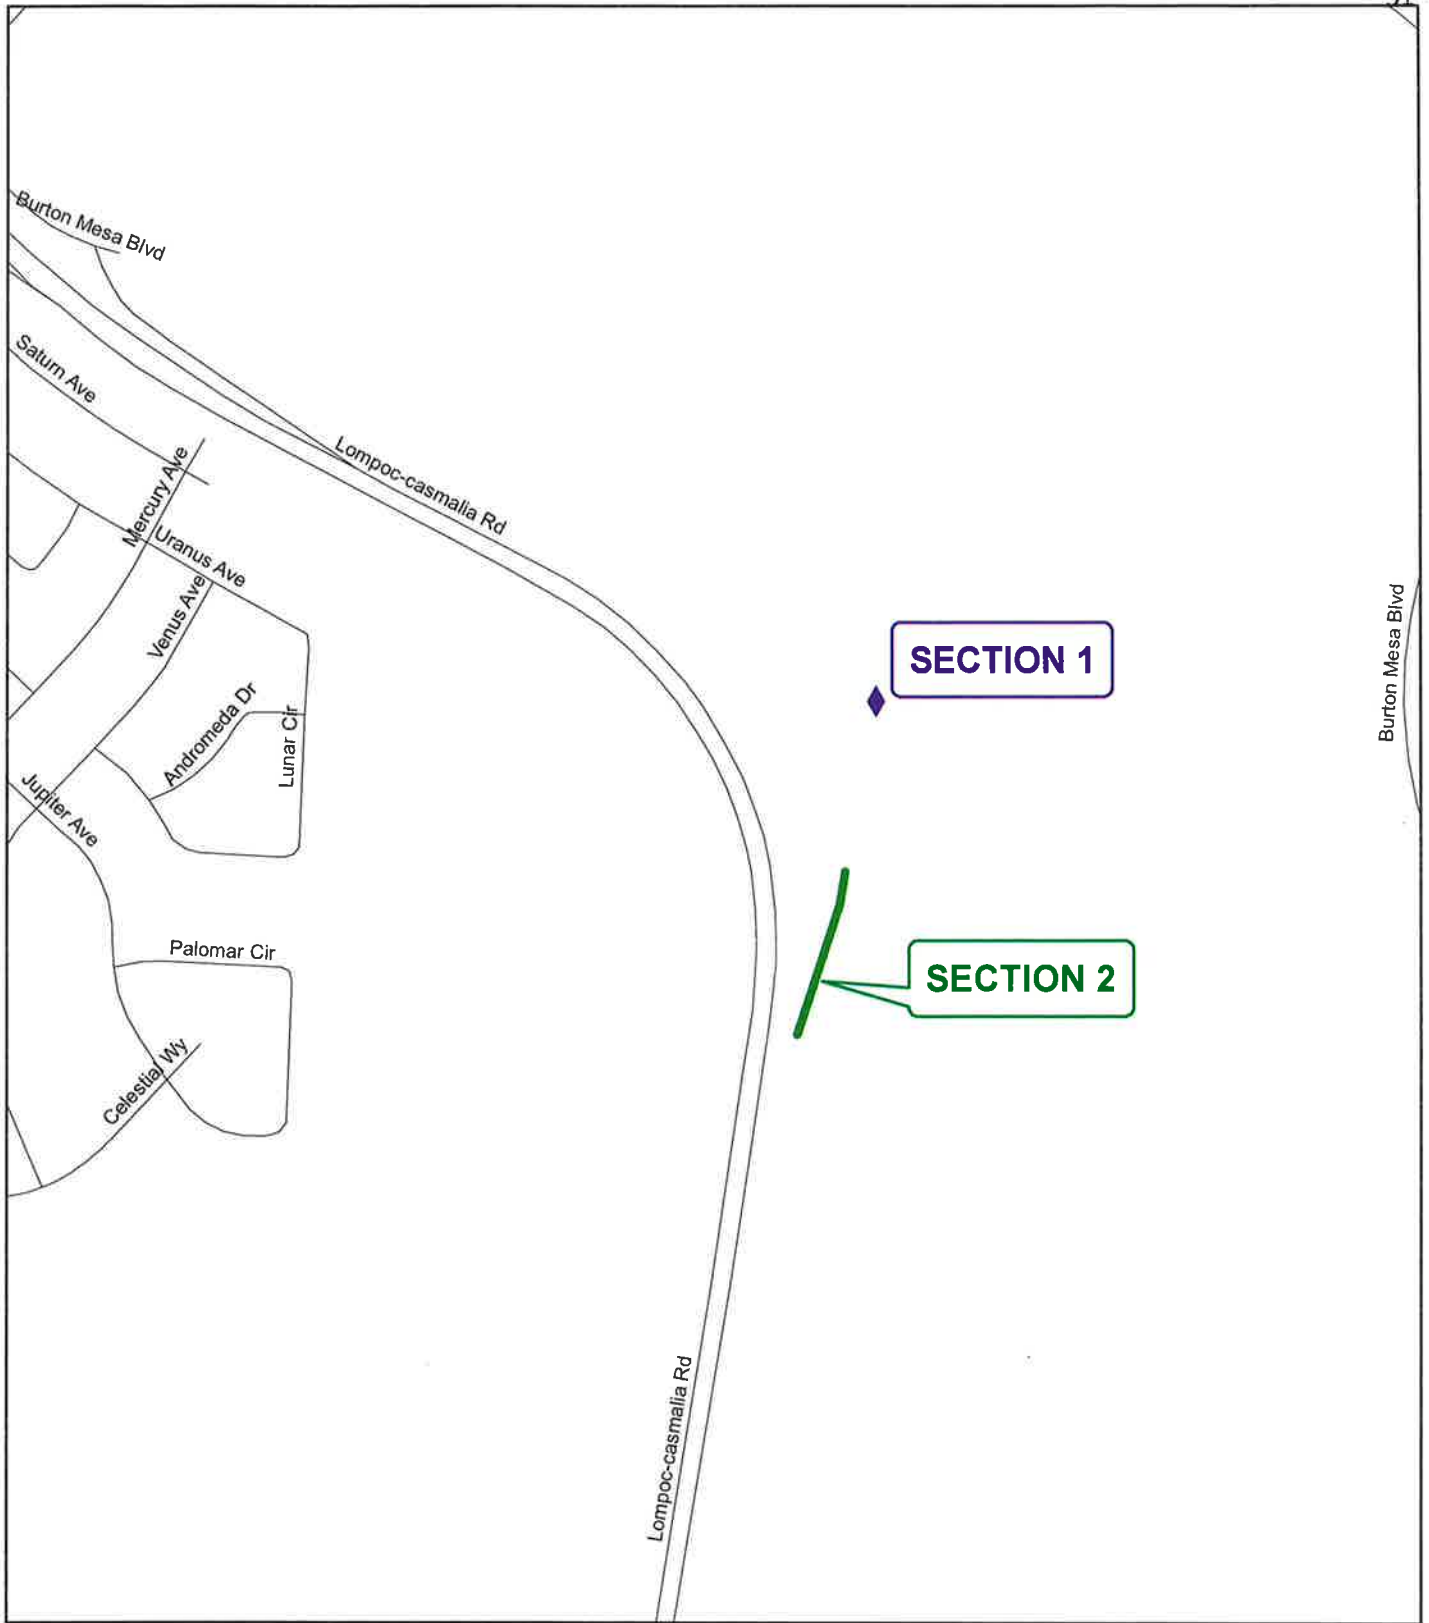 Burton Mesa Blvd
Saturn Ave
Lompoc-casmalia Rd
Mercury Ave
Uranus Ave
Venus Ave
Burton Mesa Blvd
SECTION 1
Andromeda Dr
Lunar Cir
Jupiter Ave
Palomar Cir
SECTION 2
Celestial Wy
Lompoc-casmalia Rd